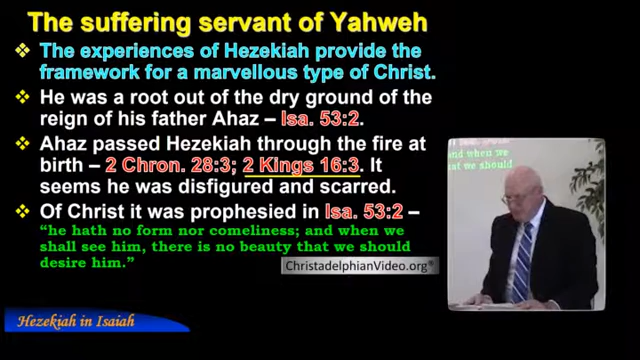 The suffering servant of Yahweh
❖ The experiences of Hezekiah provide the
framework for a marvellous type of Christ.
❖ He was a root out of the dry ground of the
reign of his father Ahaz – Isa. 53:2.
❖ Ahaz passed Hezekiah through the fire at
birth – 2 Chron. 28:3; 2 Kings 16:3. It
seems he was disfigured and scarred.
❖ Of Christ it was prophesied in Isa. 53:2 –
"he hath no form nor comeliness; and when we
shall see him, there is no beauty that we should
desire him."
ChristadelphianVideo.org®
Hezekiah in Isaiah
and when we
we should